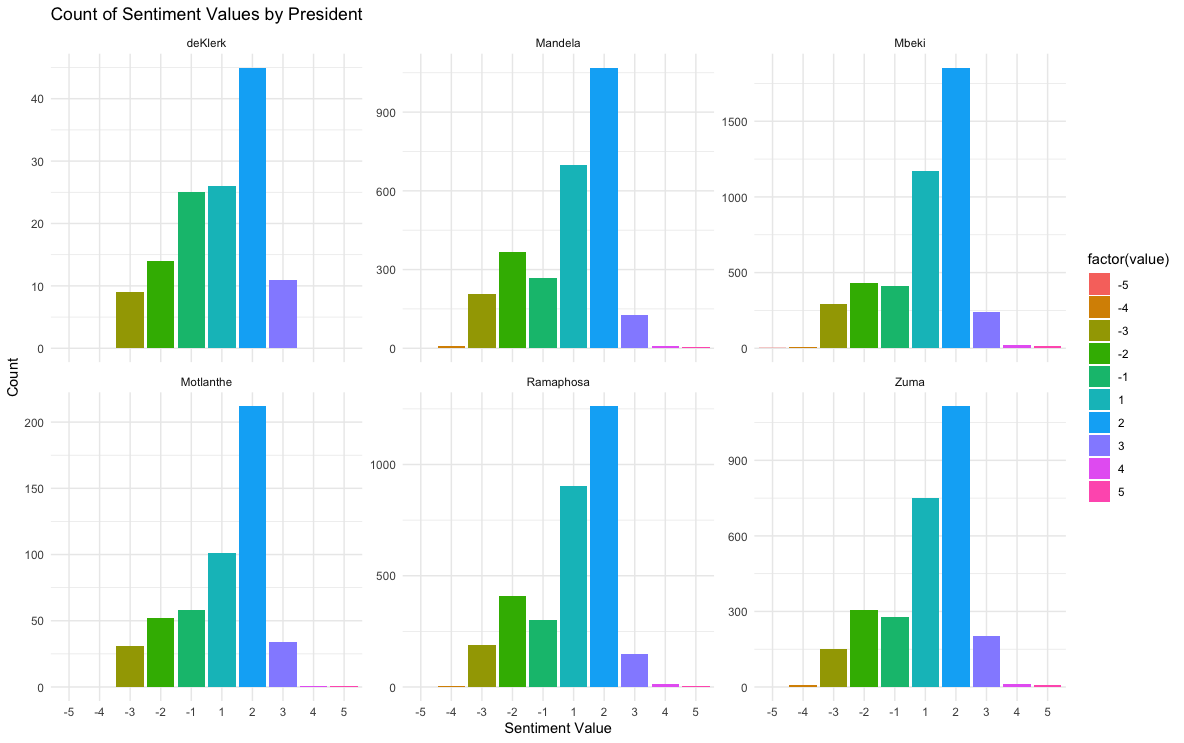 Count of Sentiment Values by President
deKlerk
Mandela
Mbeki
40
30
20
10
0
900
600
300
0
1500
1000
500
0
Count
Motlanthe
Ramaphosa
Zuma
200
150
100
50
0
1000
500
0
900
600
300
0
-5 -4 -3 -2 -1 1 2 3 4 5
-5 -4 -3 -2 -1 1 2 3 4 5
-5 -4 -3 -2 -1 1 2 3 4 5
Sentiment Value
factor(value)
-5
-4
-3
-2
-1
1
2
3
4
5